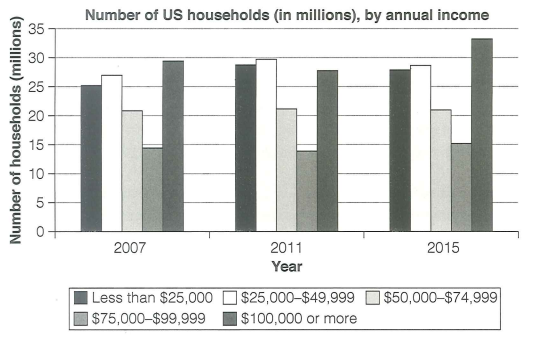 Number of US households (in millions), by annual income
Number of households (millions)
35
30
25
20
15
10
5
0
2007 2011 2015
Year
Less than $25,000 $25,000–$49,999 $50,000–$74,999
$75,000–$99,999 $100,000 or more